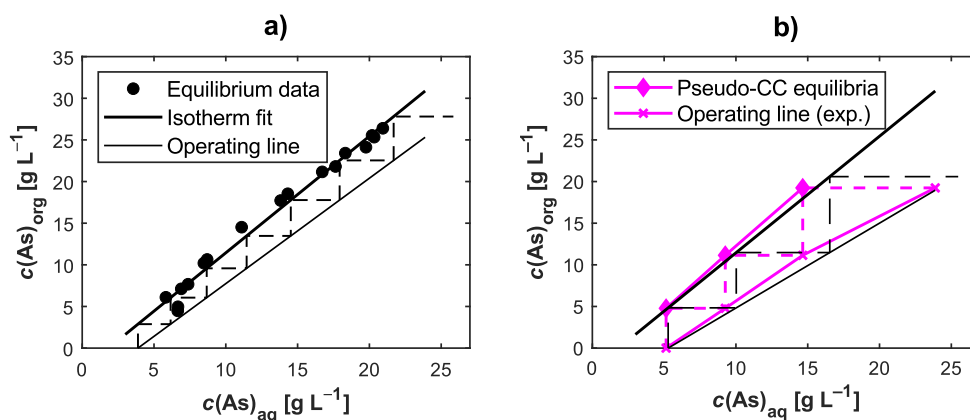 a)
35
30
25
20
15
10
5
0
c(As)org [g L⁻¹]
Equilibrium data
Isotherm fit
Operating line
0 5 10 15 20 25
c(As)aq [g L⁻¹]
b)
35
30
25
20
15
10
5
0
c(As)org [g L⁻¹]
Pseudo-CC equilibria
Operating line (exp.)
0 5 10 15 20 25
c(As)aq [g L⁻¹]